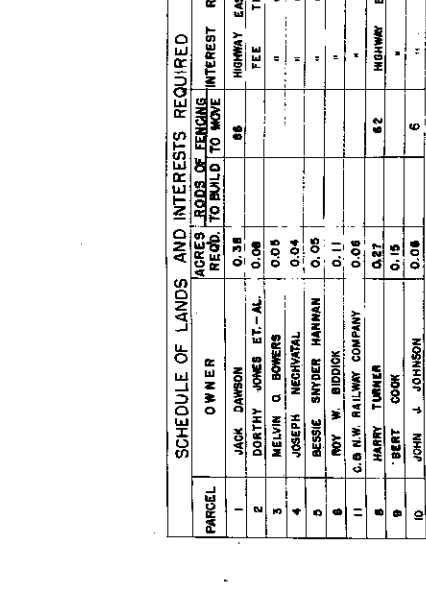 SCHEDULE OF LANDS AND INTERESTS REQUIRED
PARCEL OWNER ACRES REQ'D. RODS OF FENCING TO BUILD TO MOVE INTEREST R
1 JACK DAWSON 0.38 86 HIGHWAY EAS
2 DORTHY JONES ET.-AL. 0.08 FEE TI
3 MELVIN O. BOWERS 0.05 "
4 JOSEPH NECHVATAL 0.04 "
5 BESSIE SNYDER HANNAN 0.05 "
6 ROY W. BIDDICK 0.11 "
11 C. & N.W. RAILWAY COMPANY 0.06 "
8 HARRY TURNER 0.27 62 HIGHWAY E
9 BERT COOK 0.15 "
10 JOHN J. JOHNSON 0.08 6 "